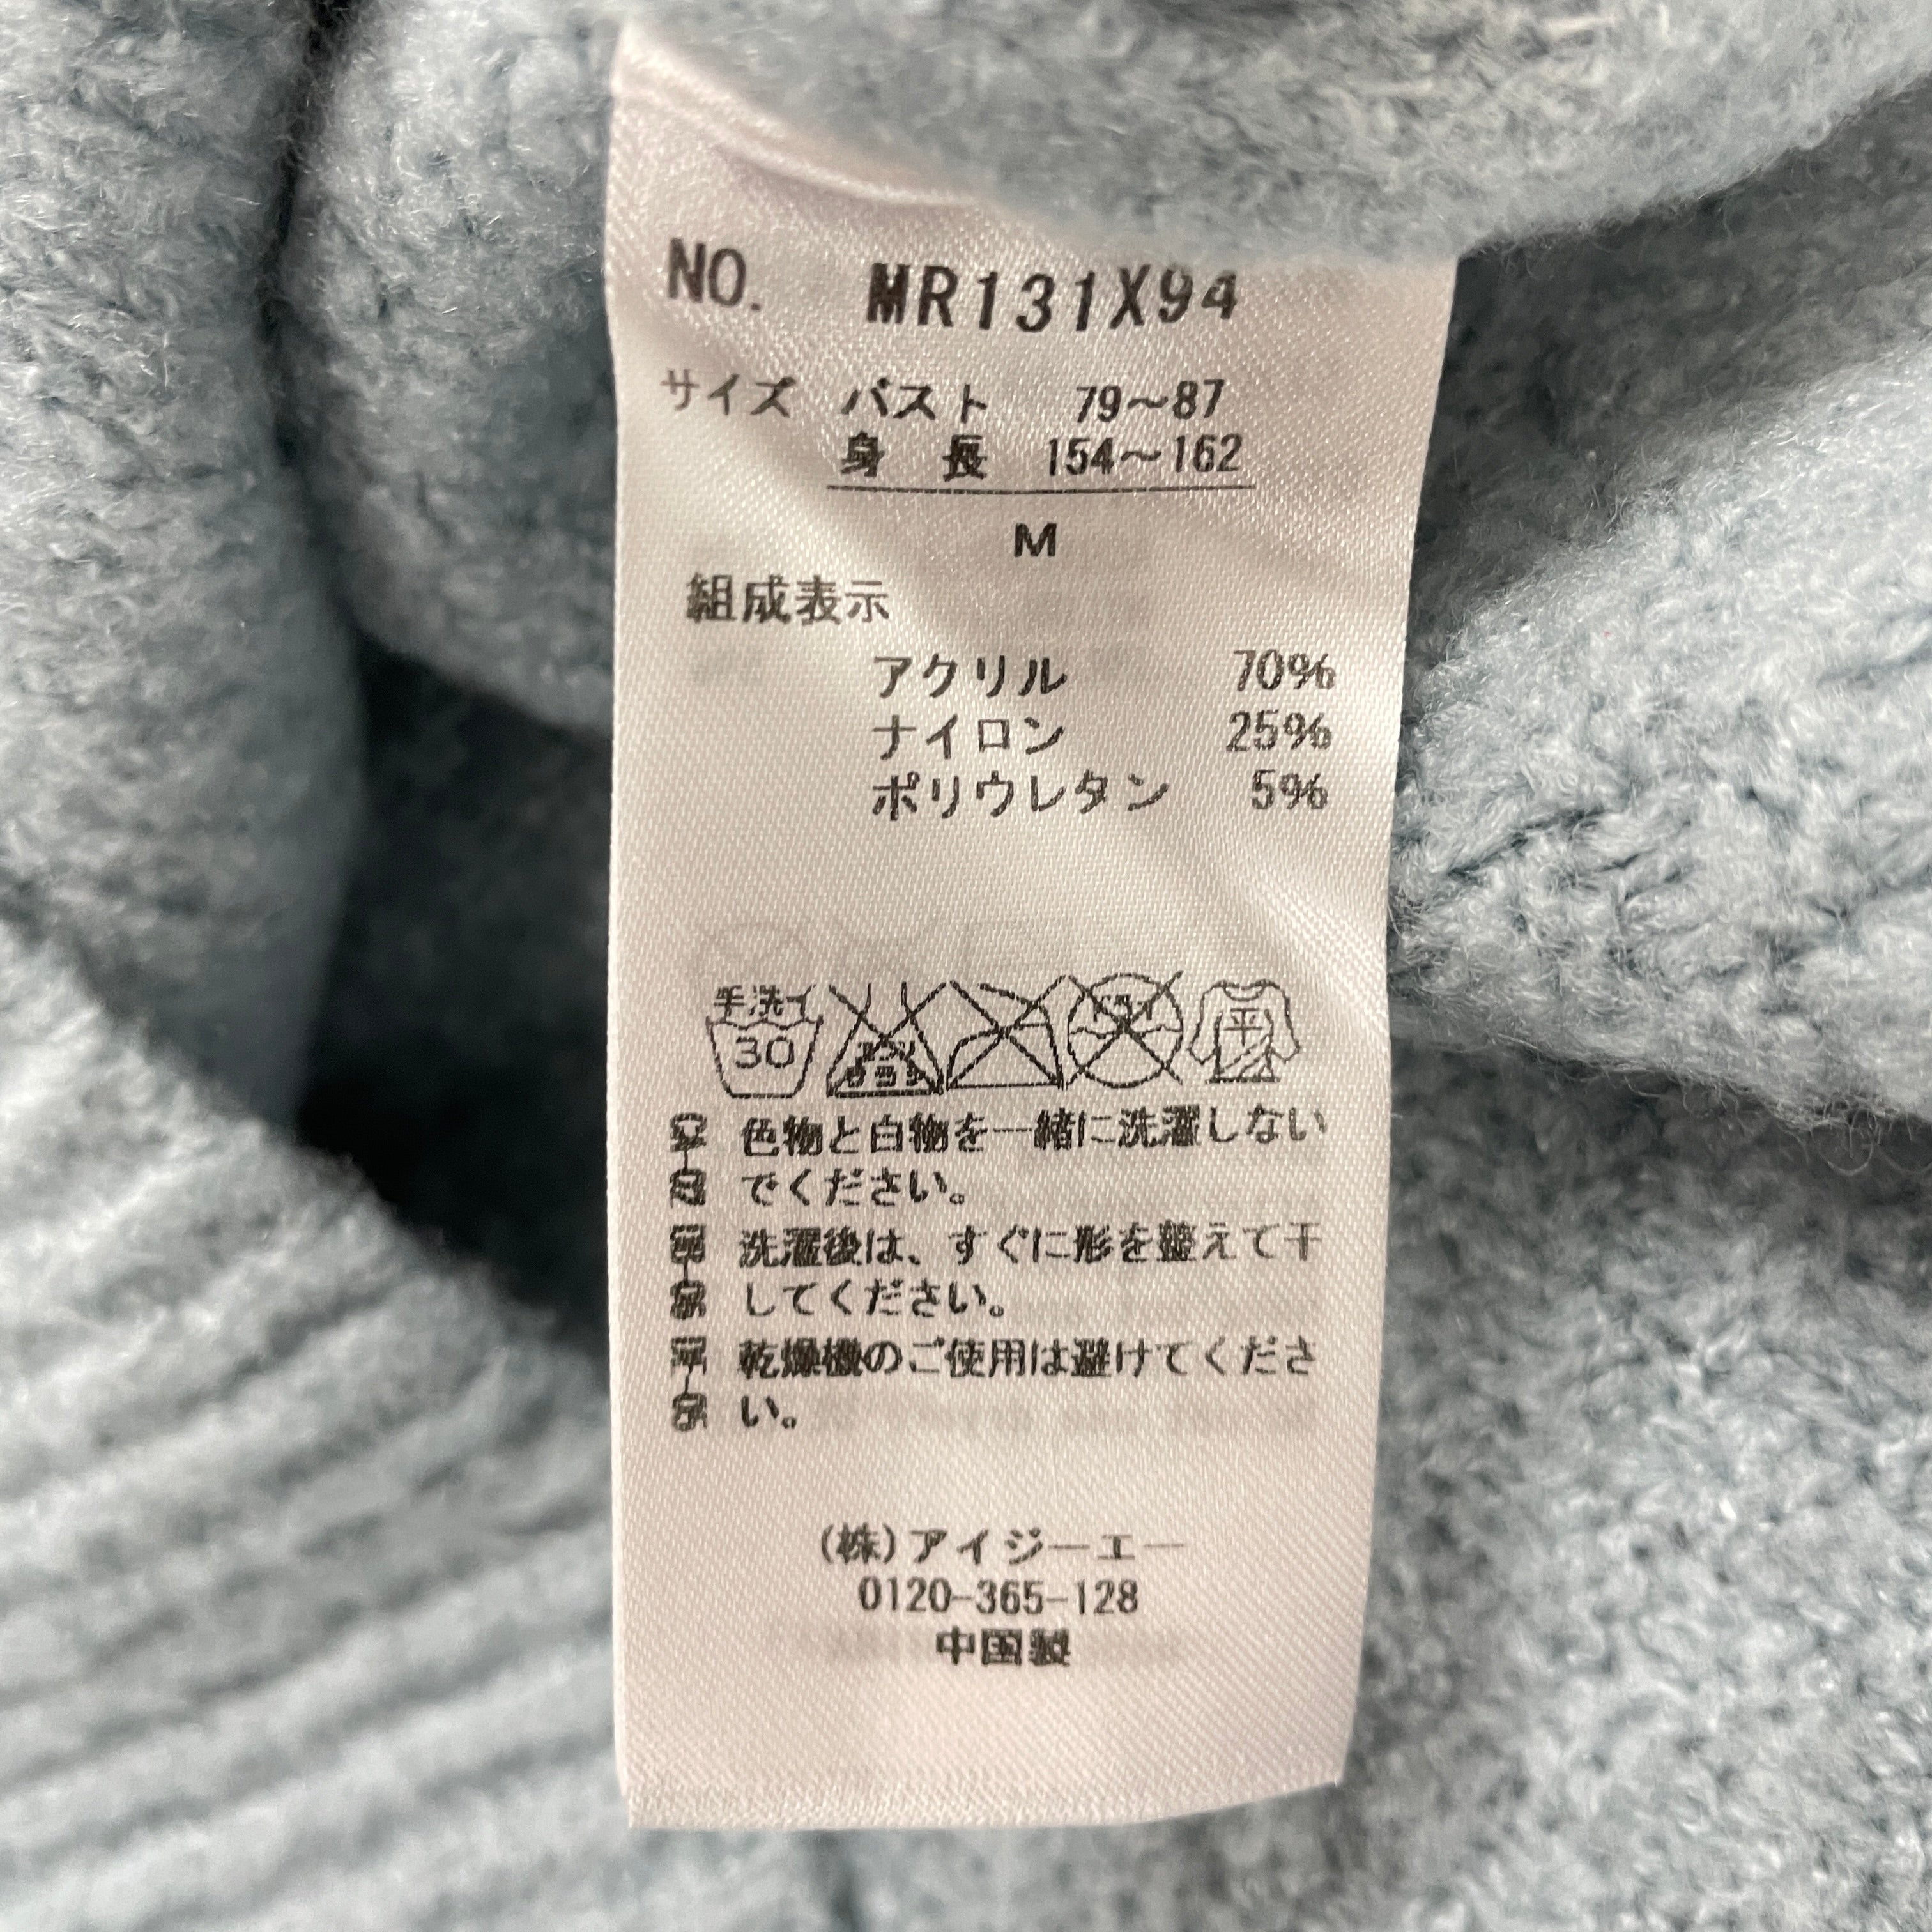 NO. MR131X94
サイズ バスト 79～87
身長 154～162
M
組成表示
アクリル 70%
ナイロン 25%
ポリウレタン 5%
手洗イ
30
平
色物と白物を一緒に洗濯しない
でください。
洗濯後は、すぐに形を整えて干
してください。
乾燥機のご使用は避けてくださ
い。
(株)アイジーエー
0120-365-128
中国製